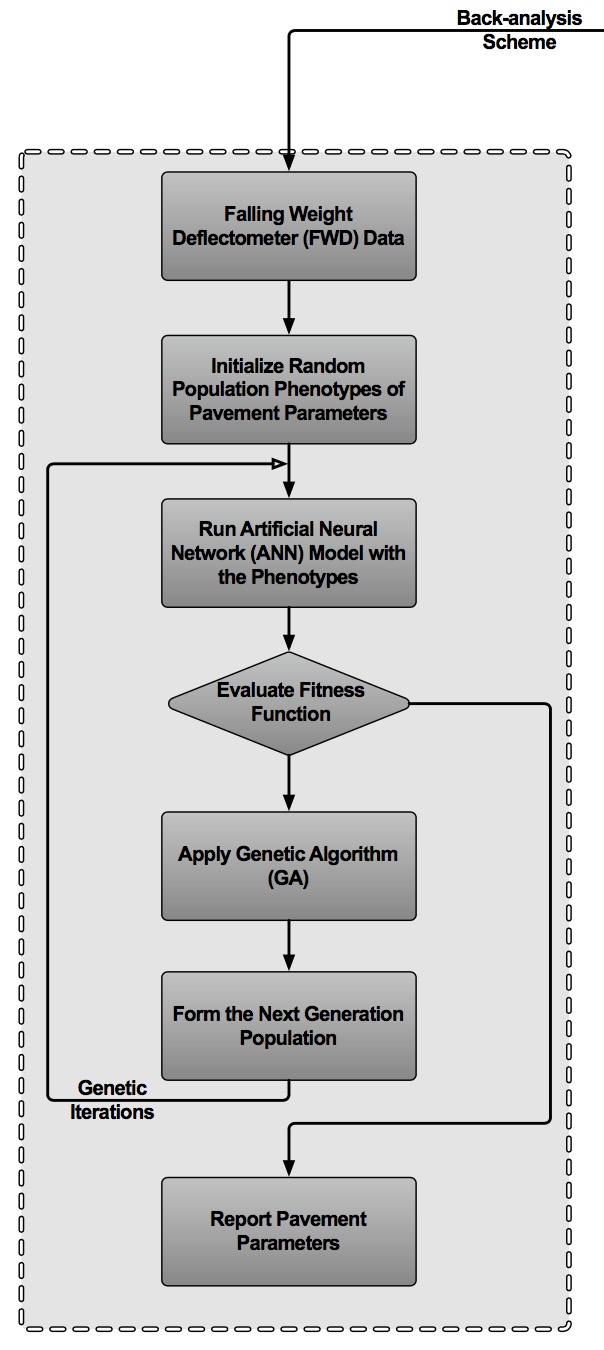 Back-analysis
Scheme
Falling Weight
Deflectometer (FWD) Data
Initialize Random
Population Phenotypes of
Pavement Parameters
Run Artificial Neural
Network (ANN) Model with
the Phenotypes
Evaluate Fitness
Function
Apply Genetic Algorithm
(GA)
Form the Next Generation
Population
Genetic
Iterations
Report Pavement
Parameters